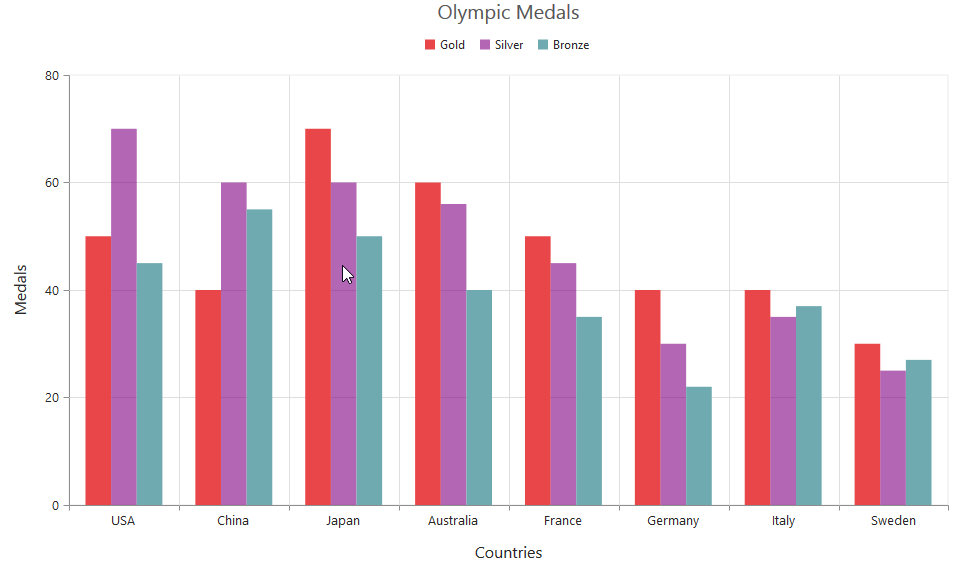 Olympic Medals
Gold Silver Bronze
80
60
40
20
0
Medals
USA China Japan Australia France Germany Italy Sweden
Countries